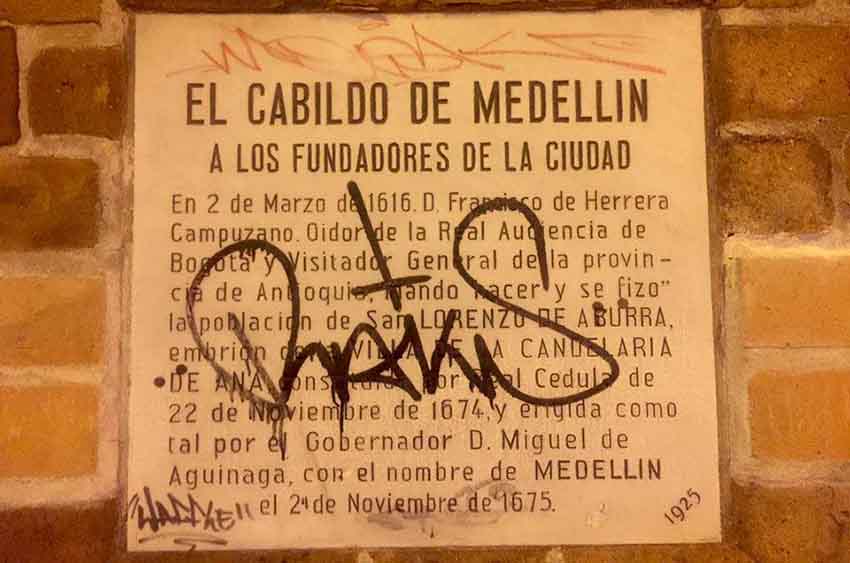 EL CABILDO DE MEDELLIN
A LOS FUNDADORES DE LA CIUDAD
En 2 de Marzo de 1616. D. Francisco de Herrera
Campuzano. Oidor de la Real Audiencia de
Bogotá y Visitador General de la provin-
cia de Antioquia, mando hacer y se fizo"
la población de San LORENZO DE ABURRA,
embrión de la VILLA DE LA CANDELARIA
DE ANA, por Real Cedula de
22 de Noviembre de 1674, y erigida como
tal por el Gobernador D. Miguel de
Aguinaga, con el nombre de MEDELLIN
el 2 de Noviembre de 1675.
1925